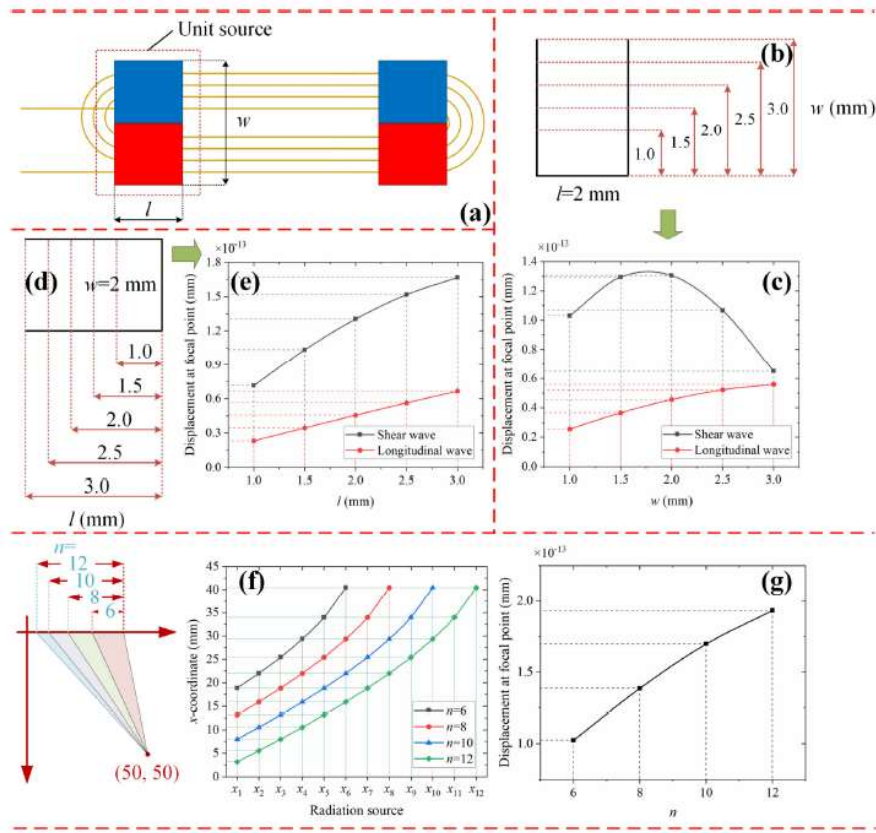 Unit source
w
l
(a)
(b)
3.0
w (mm)
2.5
2.0
1.5
1.0
l=2 mm
(d)
w=2 mm
1.0
1.5
2.0
2.5
3.0
l (mm)
×10⁻¹³
(e)
Displacement at focal point (mm)
1.8
1.5
1.2
0.9
0.6
0.3
0.0
Shear wave
Longitudinal wave
1.0 1.5 2.0 2.5 3.0
l (mm)
×10⁻¹³
(c)
Displacement at focal point (mm)
1.6
1.4
1.2
1.0
0.8
0.6
0.4
0.2
0.0
Shear wave
Longitudinal wave
1.0 1.5 2.0 2.5 3.0
w (mm)
n=
12
10
8
6
(50, 50)
(f)
x-coordinate (mm)
45
40
35
30
25
20
15
10
5
0
n=6
n=8
n=10
n=12
x₁ x₂ x₃ x₄ x₅ x₆ x₇ x₈ x₉ x₁₀ x₁₁ x₁₂
Radiation source
×10⁻¹³
(g)
Displacement at focal point (mm)
2.0
1.5
1.0
6 8 10 12
n